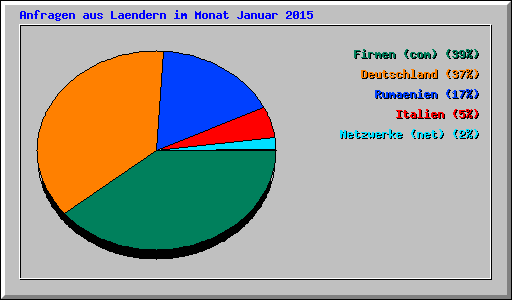 Anfragen aus Laendern im Monat Januar 2015
Firmen (com) (39%)
Deutschland (37%)
Rumaenien (17%)
Italien (5%)
Netzwerke (net) (2%)